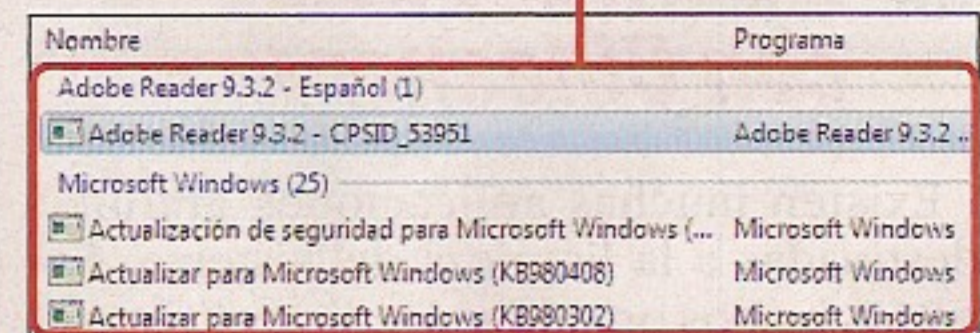 Nombre Programa
Adobe Reader 9.3.2 - Español (1)
Adobe Reader 9.3.2 - CPSID_53951 Adobe Reader 9.3.2 ...
Microsoft Windows (25)
Actualización de seguridad para Microsoft Windows (... Microsoft Windows
Actualizar para Microsoft Windows (KB980408) Microsoft Windows
Actualizar para Microsoft Windows (KB980302) Microsoft Windows